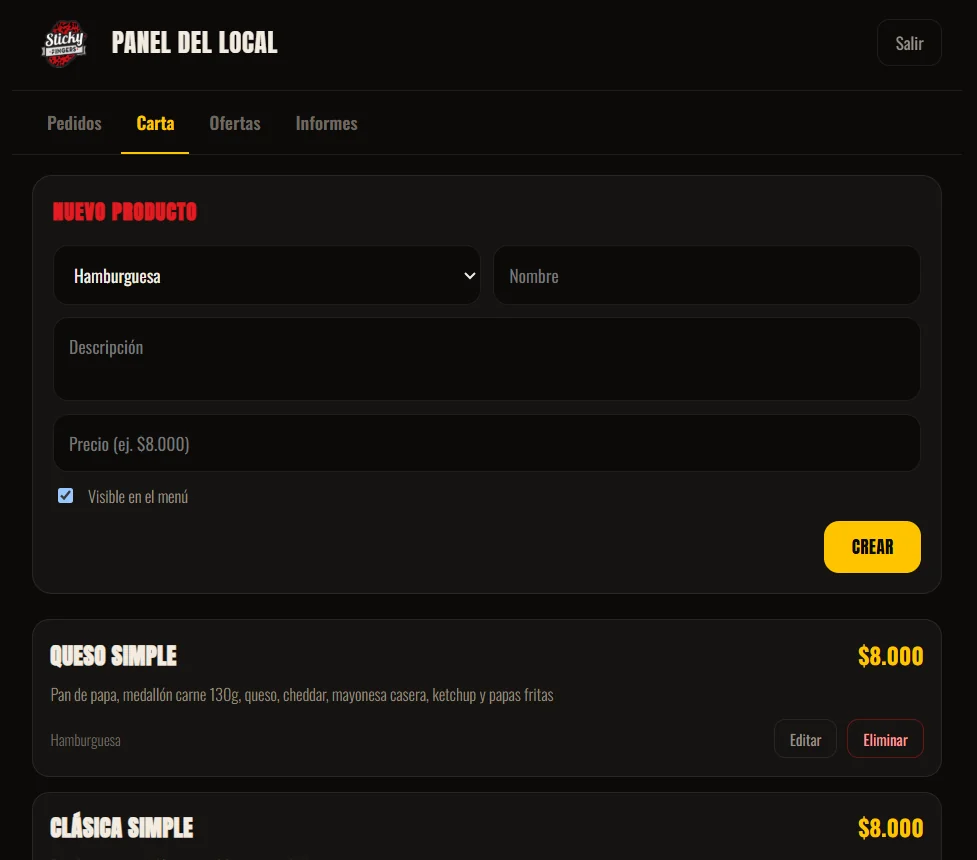 Sticky
FINGERS
PANEL DEL LOCAL
Salir
Pedidos
Carta
Ofertas
Informes
NUEVO PRODUCTO
Hamburguesa
Nombre
Descripción
Precio (ej. $8.000)
Visible en el menú
CREAR
QUESO SIMPLE
$8.000
Pan de papa, medallón carne 130g, queso, cheddar, mayonesa casera, ketchup y papas fritas
Hamburguesa
Editar
Eliminar
CLÁSICA SIMPLE
$8.000